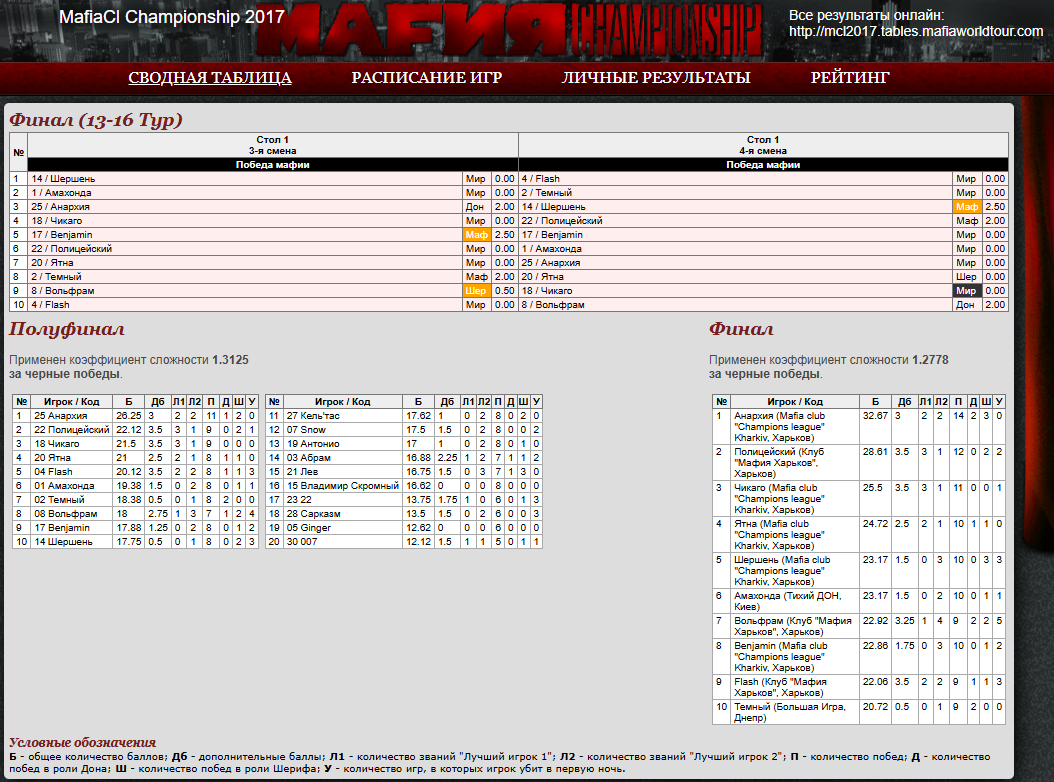 MafiaCl Championship 2017
МАФИЯ CHAMPIONSHIP
Все результаты онлайн:
http://mcl2017.tables.mafiaworldtour.com
СВОДНАЯ ТАБЛИЦА РАСПИСАНИЕ ИГР ЛИЧНЫЕ РЕЗУЛЬТАТЫ РЕЙТИНГ
Финал (13-16 Тур)
№ Стол 1 Стол 1
3-я смена 4-я смена
Победа мафии Победа мафии
1 14 / Шершень Мир 0.00 4 / Flash Мир 0.00
2 1 / Амахонда Мир 0.00 2 / Темный Мир 0.00
3 25 / Анархия Дон 2.00 14 / Шершень Маф 2.50
4 18 / Чикаго Мир 0.00 22 / Полицейский Маф 2.00
5 17 / Benjamin Маф 2.50 17 / Benjamin Мир 0.00
6 22 / Полицейский Мир 0.00 1 / Амахонда Мир 0.00
7 20 / Ятна Мир 0.00 25 / Анархия Мир 0.00
8 2 / Темный Маф 2.00 20 / Ятна Шер 0.00
9 8 / Вольфрам Шер 0.50 18 / Чикаго Мир 0.00
10 4 / Flash Мир 0.00 8 / Вольфрам Дон 2.00
Полуфинал
Применен коэффициент сложности 1.3125
за черные победы.
№ Игрок / Код Б Дб Л1 Л2 П Д Ш У
1 25 Анархия 26.25 3 2 2 11 1 2 0
2 22 Полицейский 22.12 3.5 3 1 9 0 2 1
3 18 Чикаго 21.5 3.5 3 1 9 0 0 0
4 20 Ятна 21 2.5 2 1 8 1 1 0
5 04 Flash 20.12 3.5 2 2 8 1 1 3
6 01 Амахонда 19.38 1.5 0 2 8 0 1 1
7 02 Темный 18.38 0.5 0 1 8 2 0 0
8 08 Вольфрам 18 2.75 1 3 7 1 2 4
9 17 Benjamin 17.88 1.25 0 2 8 0 1 2
10 14 Шершень 17.75 0.5 0 1 8 0 2 3
№ Игрок / Код Б Дб Л1 Л2 П Д Ш У
11 27 Кель'тас 17.62 1 0 2 8 0 2 0
12 07 Snow 17.5 1.5 0 2 8 0 0 2
13 19 Антонио 17 1 0 2 8 0 1 0
14 03 Абрам 16.88 2.25 1 2 7 1 1 2
15 21 Лев 16.75 1.5 0 3 7 1 3 0
16 15 Владимир Скромный 16.62 0 0 0 8 0 0 0
17 23 22 13.75 1.75 1 0 6 0 1 3
18 28 Сарказм 13.5 1.5 0 2 6 0 0 3
19 05 Ginger 12.62 0 0 0 6 0 0 0
20 30 007 12.12 1.5 1 1 5 0 1 1
Финал
Применен коэффициент сложности 1.2778
за черные победы.
№ Игрок / Код Б Дб Л1 Л2 П Д Ш У
1 Анархия (Mafia club 32.67 3 2 2 14 2 3 0
"Champions league"
Kharkiv, Харьков)
2 Полицейский (Клуб 28.61 3.5 3 1 12 0 2 2
"Мафия Харьков",
Харьков)
3 Чикаго (Mafia club 25.5 3.5 3 1 11 0 0 1
"Champions league"
Kharkiv, Харьков)
4 Ятна (Mafia club 24.72 2.5 2 1 10 1 1 0
"Champions league"
Kharkiv, Харьков)
5 Шершень (Mafia club 23.17 1.5 0 3 10 0 3 3
"Champions league"
Kharkiv, Харьков)
6 Амахонда (Тихий ДОН, 23.17 1.5 0 2 10 0 1 1
Киев)
7 Вольфрам (Клуб "Мафия 22.92 3.25 1 4 9 2 2 5
Харьков", Харьков)
8 Benjamin (Mafia club 22.86 1.75 0 3 10 0 1 2
"Champions league"
Kharkiv, Харьков)
9 Flash (Клуб "Мафия 22.06 3.5 2 2 9 1 1 3
Харьков", Харьков)
10 Темный (Большая Игра, 20.72 0.5 0 1 9 2 0 0
Днепр)
Условные обозначения
Б - общее количество баллов; Дб - дополнительные баллы; Л1 - количество званий "Лучший игрок 1"; Л2 - количество званий "Лучший игрок 2"; П - количество побед; Д - количество
побед в роли Дона; Ш - количество побед в роли Шерифа; У - количество игр, в которых игрок убит в первую ночь.